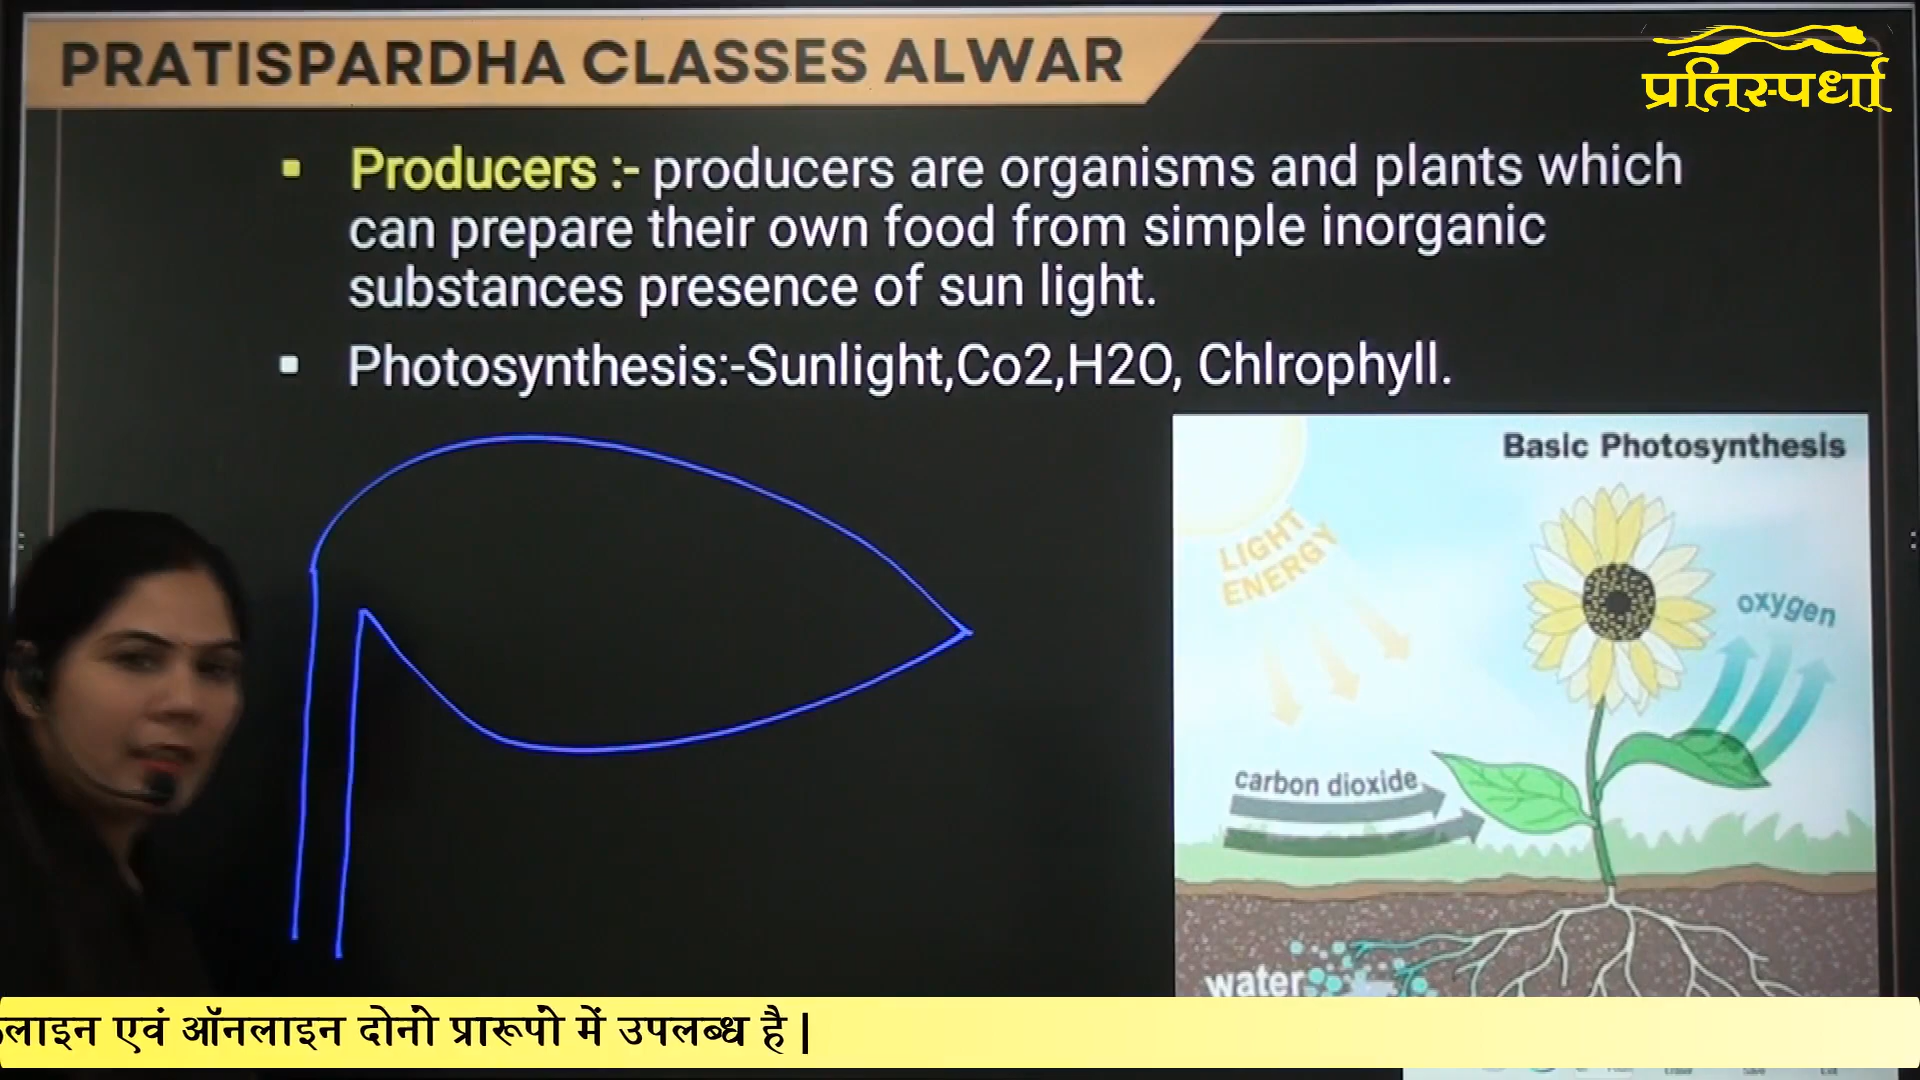 PRATISPARDHA CLASSES ALWAR
प्रतिस्पर्धा
▪ Producers :- producers are organisms and plants which
can prepare their own food from simple inorganic
substances presence of sun light.
▪ Photosynthesis:-Sunlight,Co2,H2O, Chlrophyll.
Basic Photosynthesis
LIGHT
ENERGY
oxygen
carbon dioxide
water
लाइन एवं ऑनलाइन दोनों प्रारूपों में उपलब्ध है |